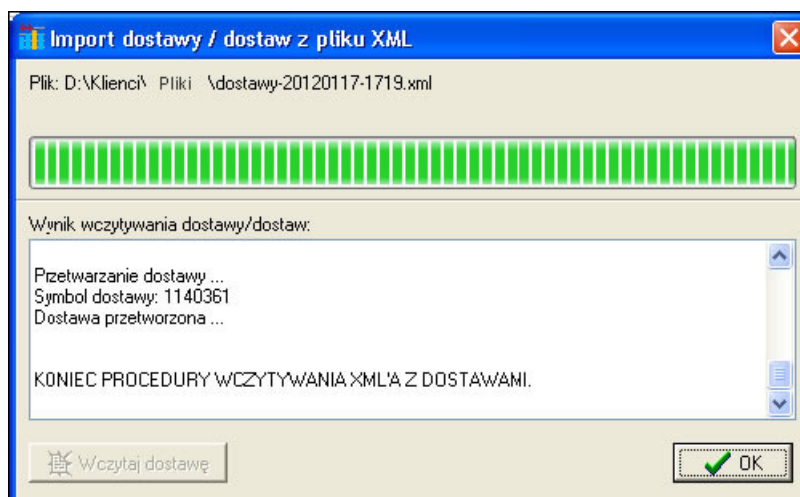 Import dostawy / dostaw z pliku XML
Plik: D:\Klienci\ Pliki \dostawy-20120117-1719.xml
Wynik wczytywania dostawy/dostaw:
Przetwarzanie dostawy ...
Symbol dostawy: 1140361
Dostawa przetworzona ...
KONIEC PROCEDURY WCZYTYWANIA XML'A Z DOSTAWAMI.
Wczytaj dostawę
OK